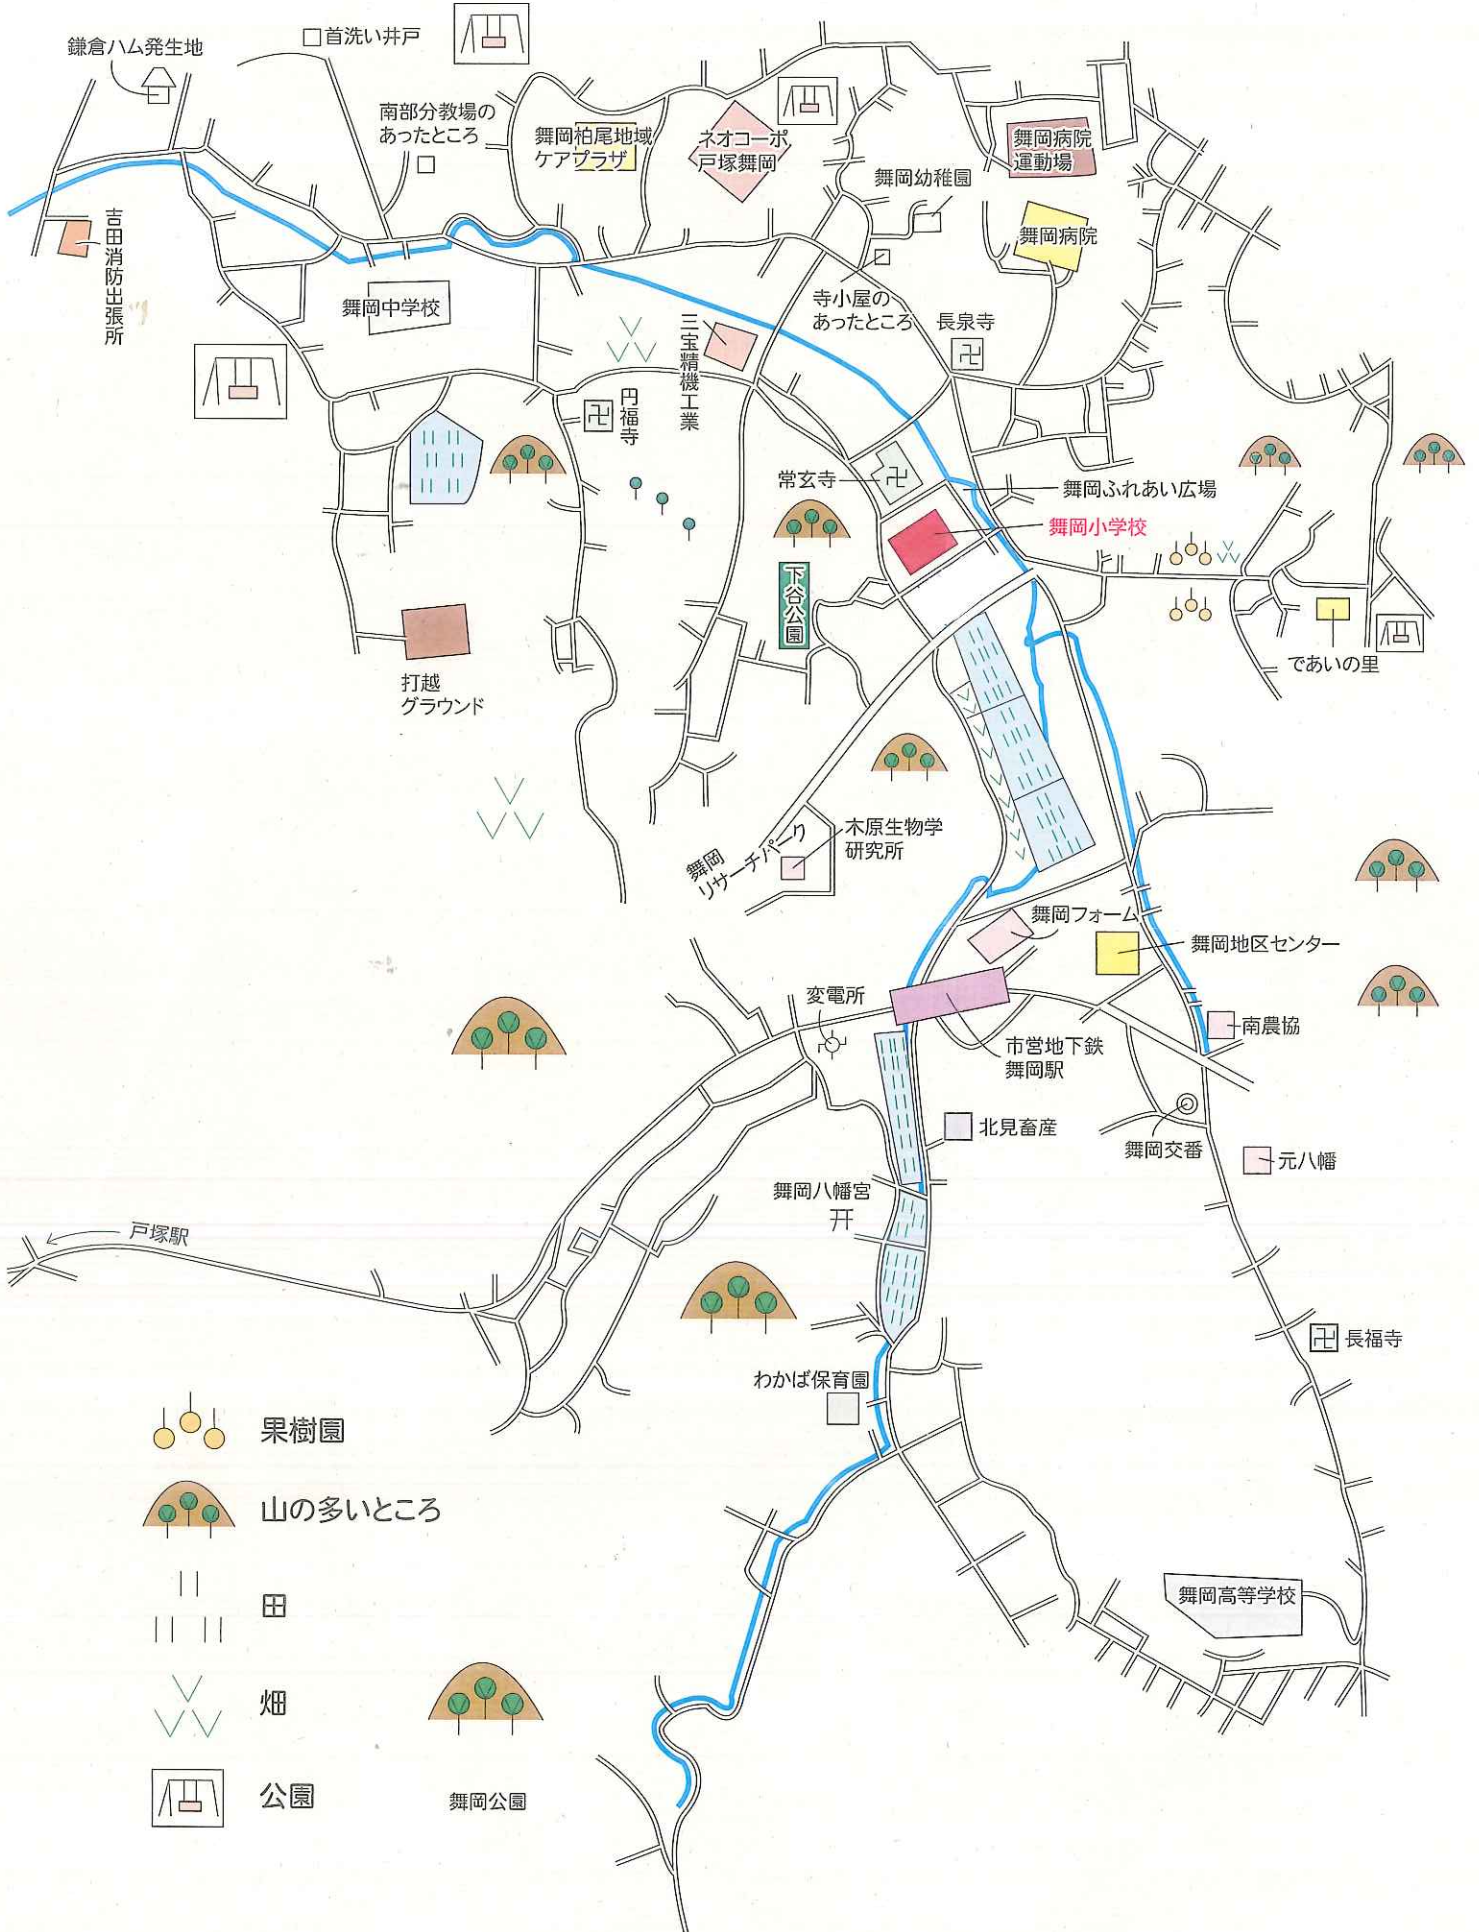 鎌倉ハム発生地
首洗い井戸
南部分教場の
あったところ
舞岡柏尾地域
ケアプラザ
ネオコーポ
戸塚舞岡
舞岡病院
運動場
舞岡幼稚園
舞岡病院
吉田消防出張所
舞岡中学校
寺小屋の
あったところ
長泉寺
三宝精機工業
円福寺
常玄寺
舞岡ふれあい広場
舞岡小学校
下谷公園
であいの里
打越
グラウンド
舞岡
リサーチパーク
木原生物学
研究所
舞岡フォーム
舞岡地区センター
変電所
南農協
市営地下鉄
舞岡駅
北見畜産
舞岡交番
元八幡
舞岡八幡宮
戸塚駅
長福寺
わかば保育園
果樹園
山の多いところ
田
舞岡高等学校
畑
公園
舞岡公園